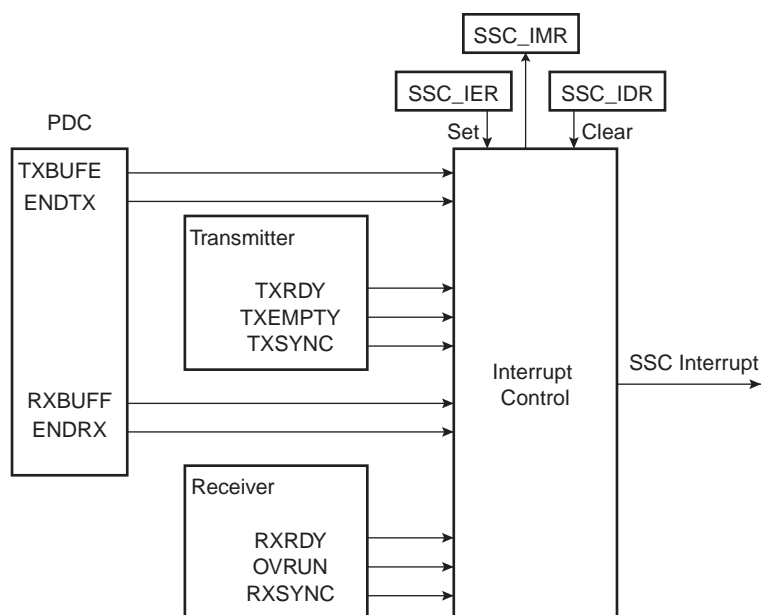 SSC_IMR
SSC_IER
SSC_IDR
PDC
Set
Clear
TXBUFE
ENDTX
Transmitter
TXRDY
TXEMPTY
TXSYNC
RXBUFF
ENDRX
Interrupt
Control
SSC Interrupt
Receiver
RXRDY
OVRUN
RXSYNC